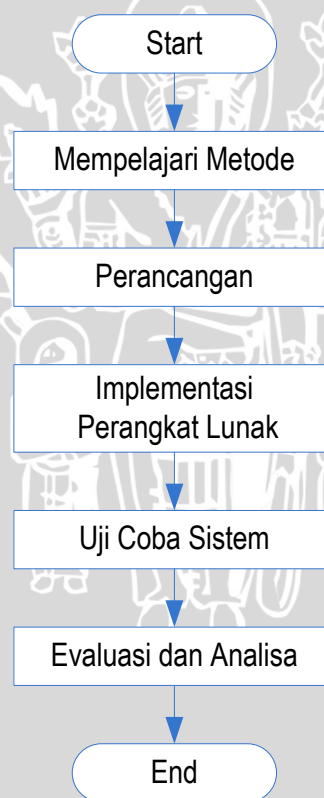 Start
Mempelajari Metode
Perancangan
Implementasi
Perangkat Lunak
Uji Coba Sistem
Evaluasi dan Analisa
End